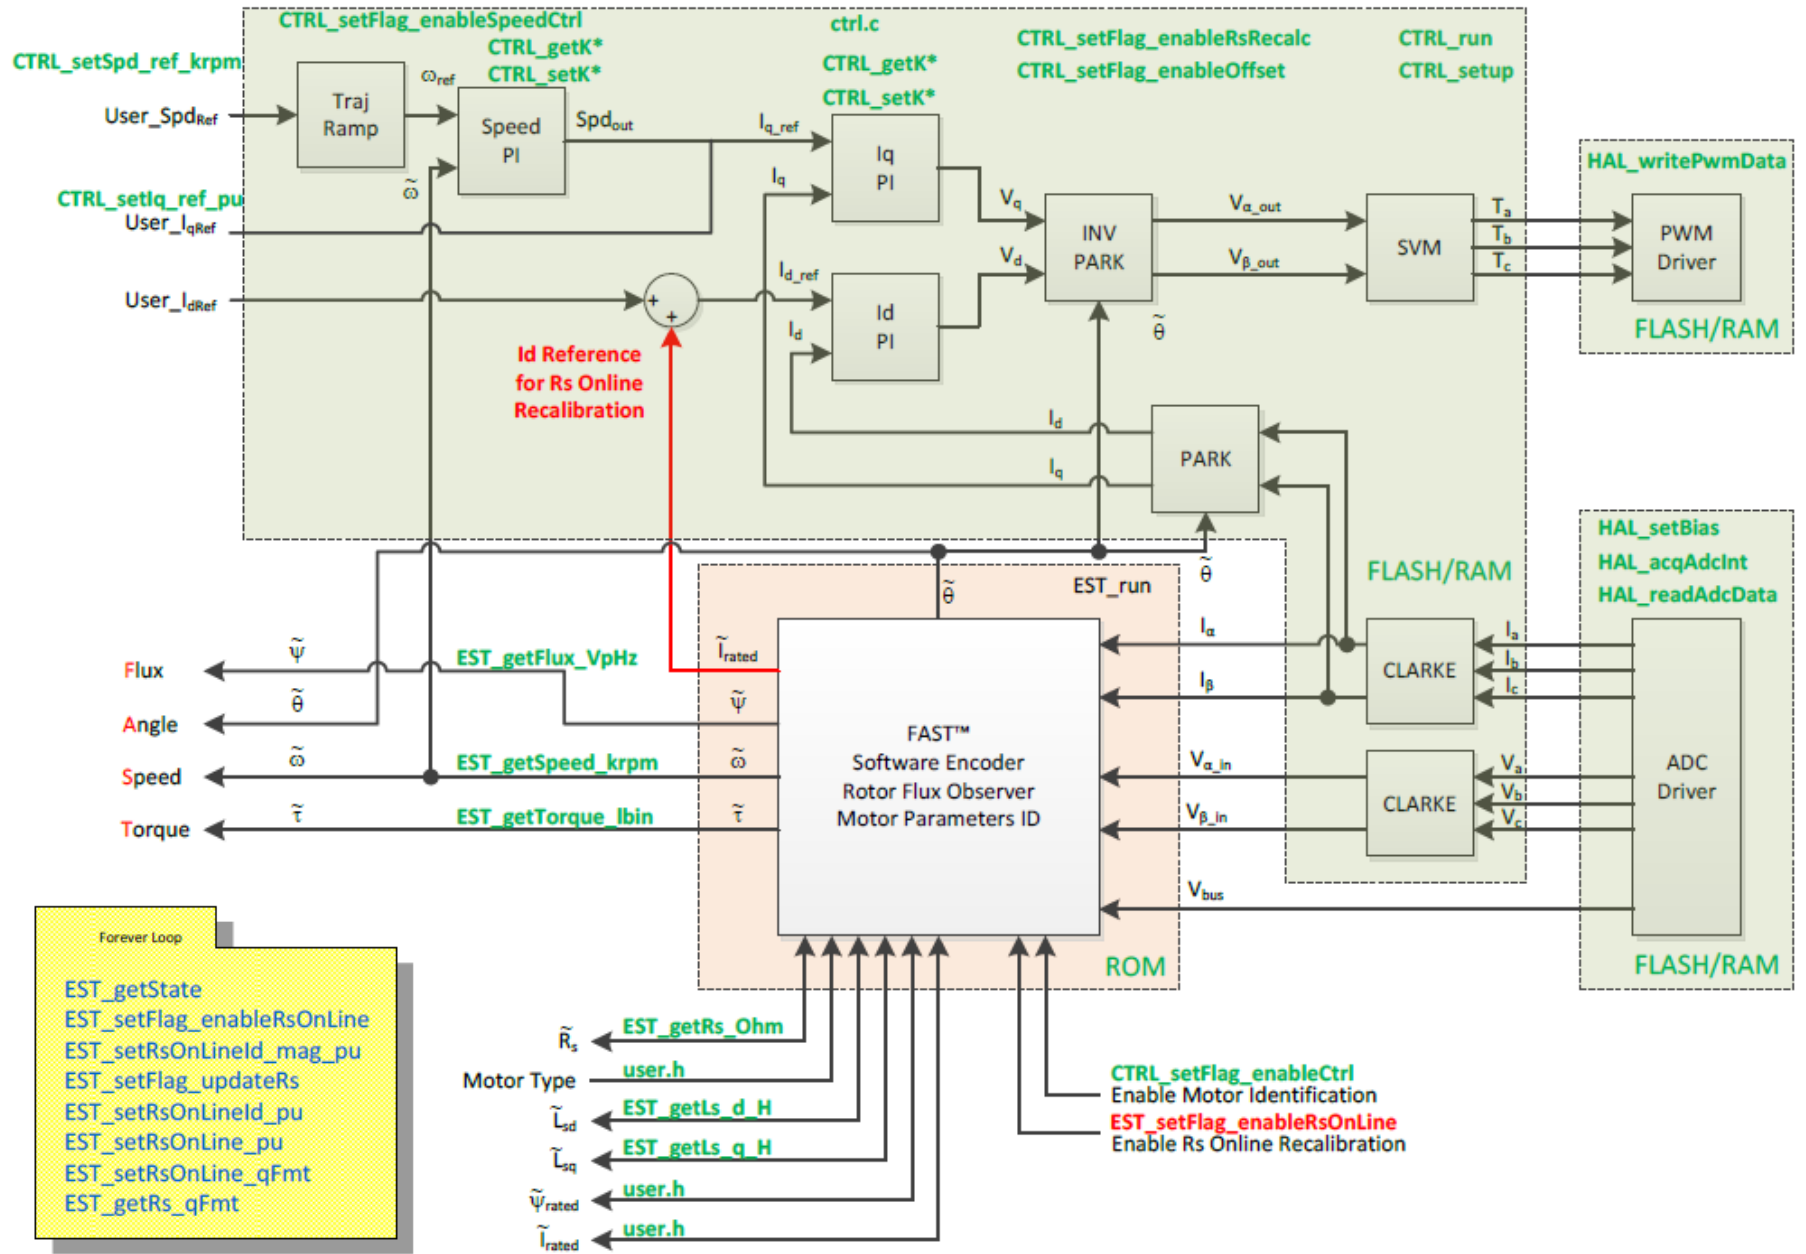 CTRL_setFlag_enableSpeedCtrl
CTRL_getK*
CTRL_setK*
ctrl.c
CTRL_getK*
CTRL_setK*
CTRL_setFlag_enableRsRecalc
CTRL_setFlag_enableOffset
CTRL_run
CTRL_setup
CTRL_setSpd_ref_krpm
User_SpdRef
Traj
Ramp
ωref
Speed
PI
Spdout
ω̃
CTRL_setIq_ref_pu
User_IqRef
User_IdRef
+
+
Iq_ref
Iq
Iq
PI
Id_ref
Id
Id
PI
Vq
Vd
INV
PARK
θ̃
Vα_out
Vβ_out
SVM
Ta
Tb
Tc
HAL_writePwmData
PWM
Driver
FLASH/RAM
Id Reference
for Rs Online
Recalibration
Id
Iq
PARK
θ̃
θ̃
EST_run
FLASH/RAM
HAL_setBias
HAL_acqAdcInt
HAL_readAdcData
Flux
ψ̃
EST_getFlux_VpHz
Angle
θ̃
Speed
ω̃
EST_getSpeed_krpm
Torque
τ̃
EST_getTorque_lbin
Ĩrated
ψ̃
ω̃
τ̃
FAST™
Software Encoder
Rotor Flux Observer
Motor Parameters ID
ROM
Iα
Iβ
Vα_in
Vβ_in
Vbus
CLARKE
CLARKE
Ia
Ib
Ic
Va
Vb
Vc
ADC
Driver
FLASH/RAM
Forever Loop
EST_getState
EST_setFlag_enableRsOnLine
EST_setRsOnLineId_mag_pu
EST_setFlag_updateRs
EST_setRsOnLineId_pu
EST_setRsOnLine_pu
EST_setRsOnLine_qFmt
EST_getRs_qFmt
R̃s
EST_getRs_Ohm
Motor Type
user.h
L̃sd
EST_getLs_d_H
L̃sq
EST_getLs_q_H
ψ̃rated
user.h
Ĩrated
user.h
CTRL_setFlag_enableCtrl
Enable Motor Identification
EST_setFlag_enableRsOnLine
Enable Rs Online Recalibration